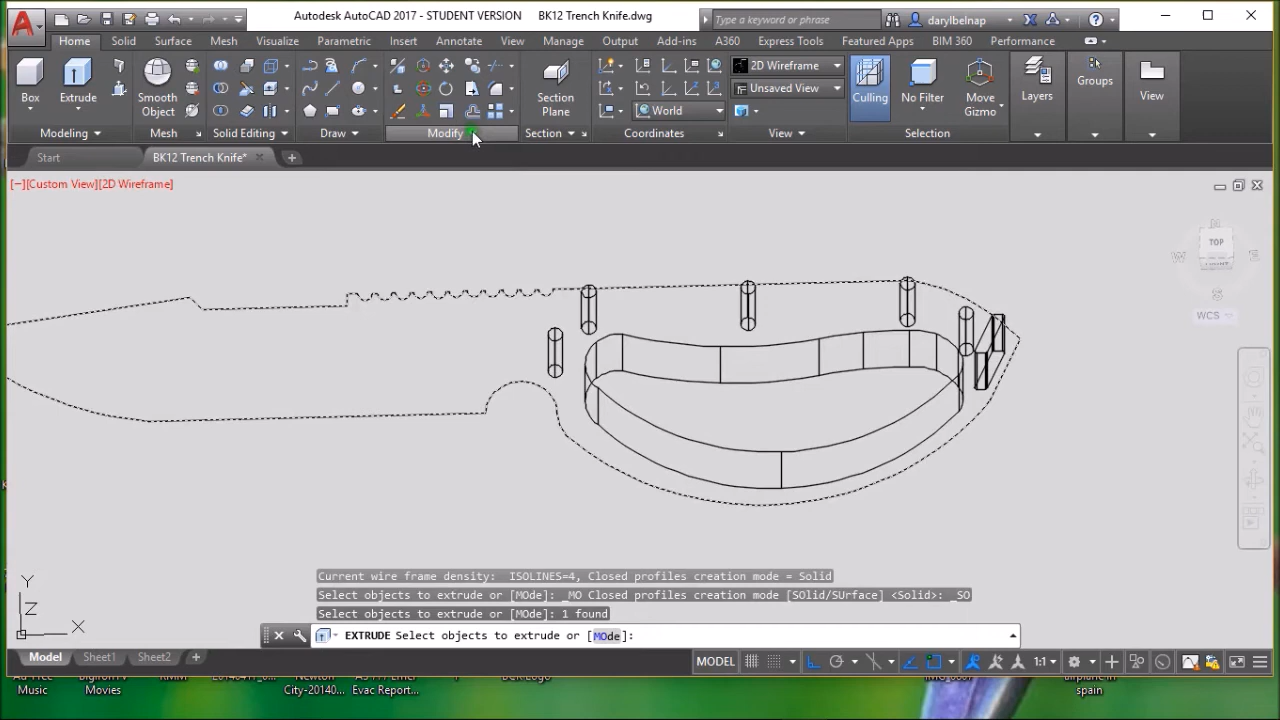 Autodesk AutoCAD 2017 - STUDENT VERSION BK12 Trench Knife.dwg
Type a keyword or phrase
darylbelnap
Home Solid Surface Mesh Visualize Parametric Insert Annotate View Manage Output Add-ins A360 Express Tools Featured Apps BIM 360 Performance
2D Wireframe
Unsaved View
World
Box Extrude Smooth Object Section Plane Culling No Filter Move Gizmo Layers Groups View
Modeling Mesh Solid Editing Draw Modify Section Coordinates View Selection
Start BK12 Trench Knife*
[−][Custom View][2D Wireframe]
N
W TOP E
FRONT
S
WCS
Y
Z
X
Current wire frame density: ISOLINES=4, Closed profiles creation mode = Solid
Select objects to extrude or [MOde]: _MO Closed profiles creation mode [SOlid/SUrface] <Solid>: _SO
Select objects to extrude or [MOde]: 1 found
EXTRUDE Select objects to extrude or [MOde]:
Model Sheet1 Sheet2 +
MODEL 1:1
Music
Movies
City-20140...
Evac Report...
spain